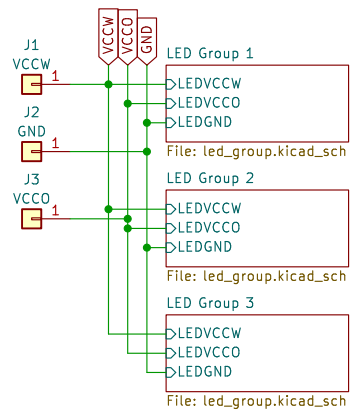 VCCW
VCCO
GND
J1
VCCW
1
J2
GND
1
J3
VCCO
1
LED Group 1
LEDVCCW
LEDVCCO
LEDGND
File: led_group.kicad_sch
LED Group 2
LEDVCCW
LEDVCCO
LEDGND
File: led_group.kicad_sch
LED Group 3
LEDVCCW
LEDVCCO
LEDGND
File: led_group.kicad_sch